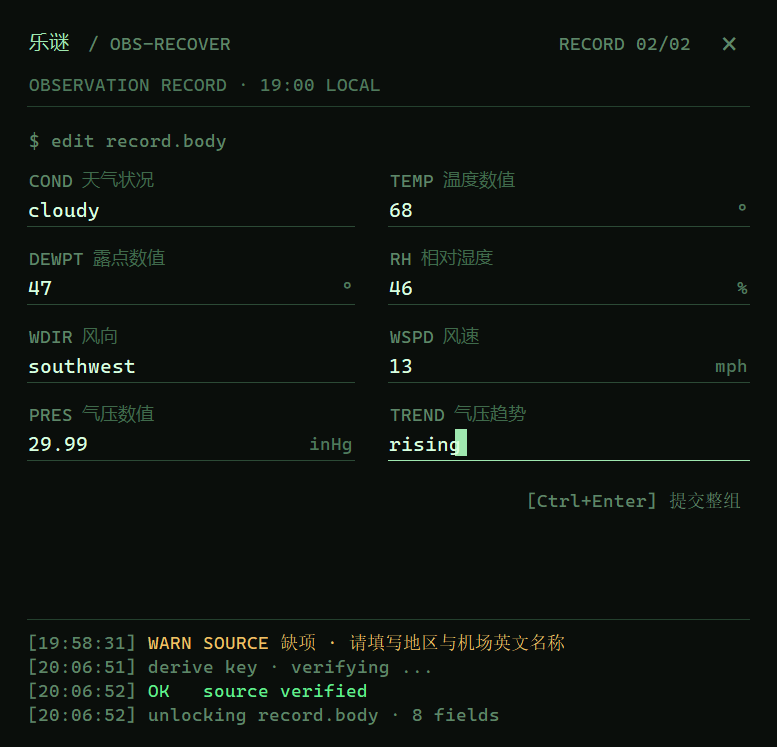 乐谜 / OBS-RECOVER RECORD 02/02 ×
OBSERVATION RECORD · 19:00 LOCAL
$ edit record.body
COND 天气状况 TEMP 温度数值
cloudy 68 °
DEWPT 露点数值 RH 相对湿度
47 ° 46 %
WDIR 风向 WSPD 风速
southwest 13 mph
PRES 气压数值 TREND 气压趋势
29.99 inHg rising
[Ctrl+Enter] 提交整组
[19:58:31] WARN SOURCE 缺项 · 请填写地区与机场英文名称
[20:06:51] derive key · verifying ...
[20:06:52] OK source verified
[20:06:52] unlocking record.body · 8 fields